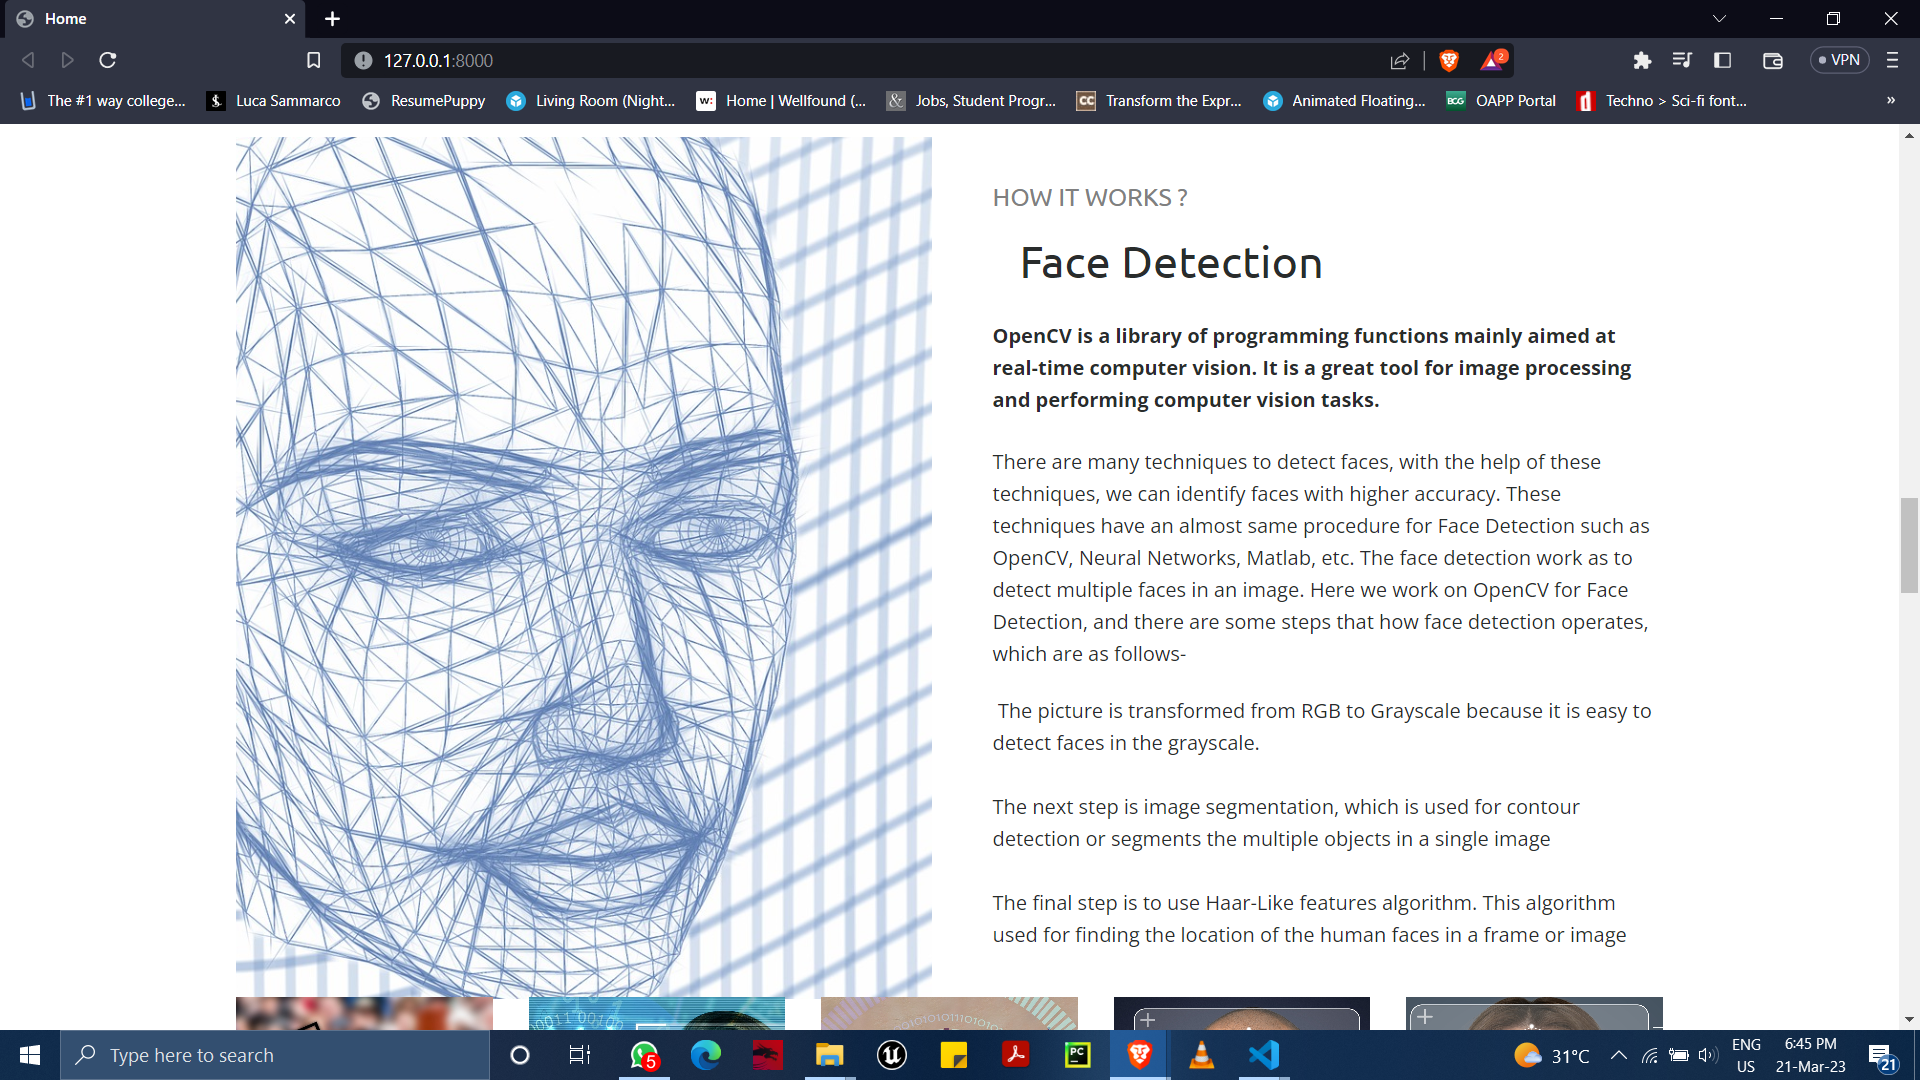 Home
127.0.0.1:8000
2
VPN
The #1 way college...
Luca Sammarco
ResumePuppy
Living Room (Night...
w:
Home | Wellfound (...
&
Jobs, Student Progr...
CC
Transform the Expr...
Animated Floating...
BCG
OAPP Portal
Techno > Sci-fi font...
»
HOW IT WORKS ?
Face Detection
OpenCV is a library of programming functions mainly aimed at
real-time computer vision. It is a great tool for image processing
and performing computer vision tasks.
There are many techniques to detect faces, with the help of these
techniques, we can identify faces with higher accuracy. These
techniques have an almost same procedure for Face Detection such as
OpenCV, Neural Networks, Matlab, etc. The face detection work as to
detect multiple faces in an image. Here we work on OpenCV for Face
Detection, and there are some steps that how face detection operates,
which are as follows-
The picture is transformed from RGB to Grayscale because it is easy to
detect faces in the grayscale.
The next step is image segmentation, which is used for contour
detection or segments the multiple objects in a single image
The final step is to use Haar-Like features algorithm. This algorithm
used for finding the location of the human faces in a frame or image
Type here to search
5
PC
31°C
ENG
US
6:45 PM
21-Mar-23
21